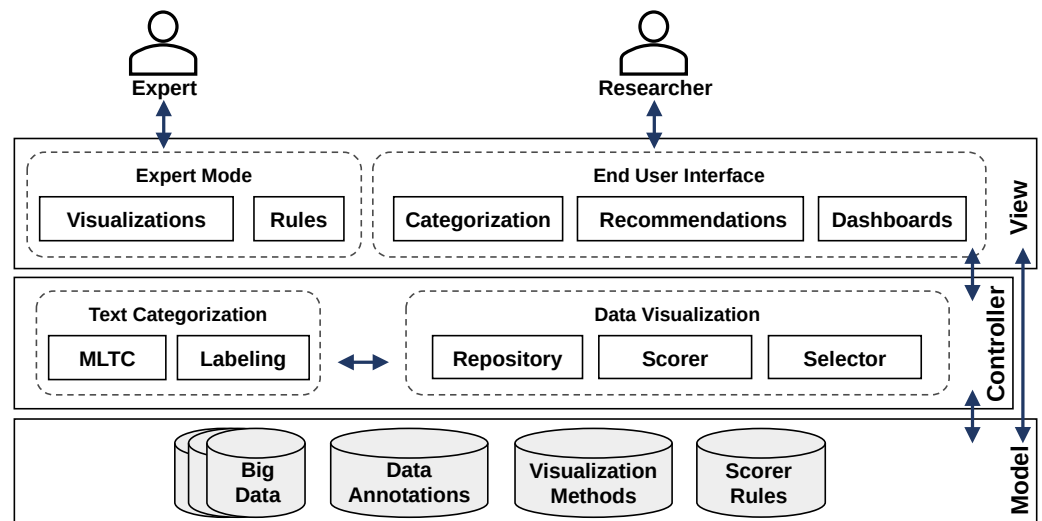 Expert
Researcher
Expert Mode
Visualizations
Rules
End User Interface
Categorization
Recommendations
Dashboards
View
Text Categorization
MLTC
Labeling
Data Visualization
Repository
Scorer
Selector
Controller
Big
Data
Data
Annotations
Visualization
Methods
Scorer
Rules
Model